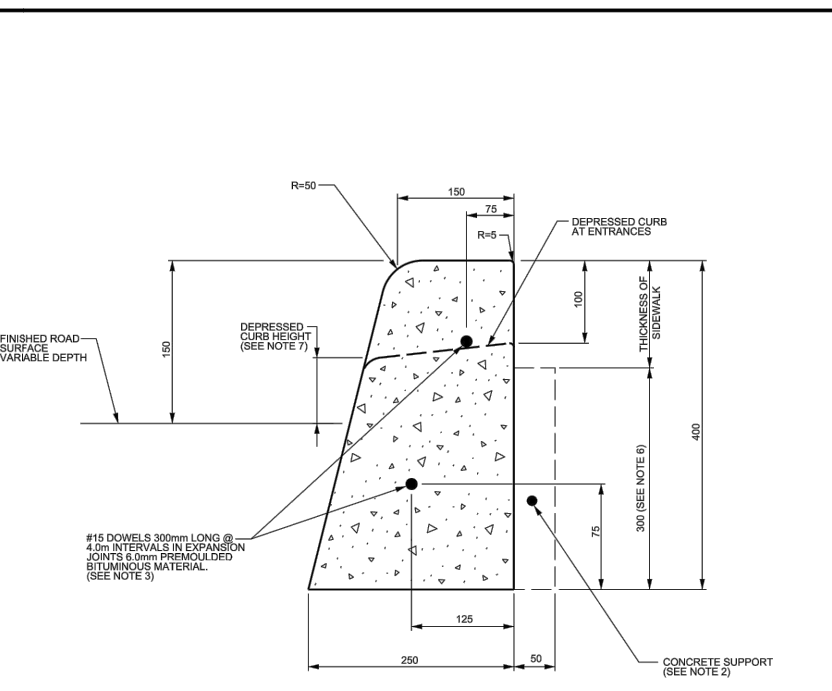 R=50
150
75
R=5
DEPRESSED CURB
AT ENTRANCES
100
THICKNESS OF
SIDEWALK
150
DEPRESSED
CURB HEIGHT
(SEE NOTE 7)
FINISHED ROAD
SURFACE
VARIABLE DEPTH
400
300 (SEE NOTE 6)
75
#15 DOWELS 300mm LONG @
4.0m INTERVALS IN EXPANSION
JOINTS 6.0mm PREMOULDED
BITUMINOUS MATERIAL.
(SEE NOTE 3)
125
250
50
CONCRETE SUPPORT
(SEE NOTE 2)